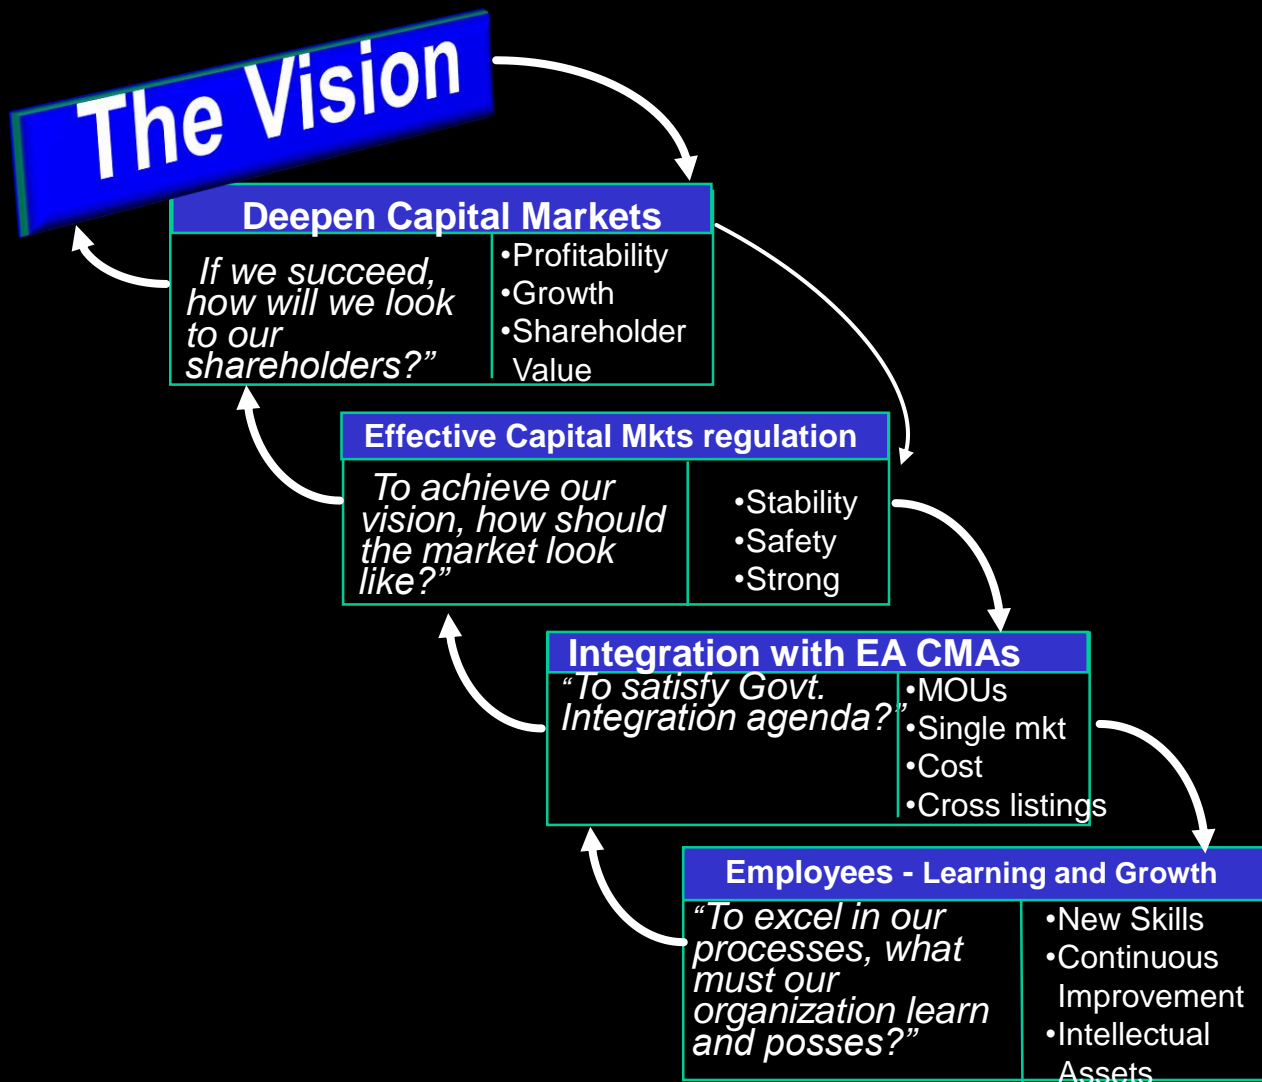 The Vision
Deepen Capital Markets
If we succeed,
how will we look
to our
shareholders?”
•Profitability
•Growth
•Shareholder
Value
Effective Capital Mkts regulation
To achieve our
vision, how should
the market look
like?”
•Stability
•Safety
•Strong
Integration with EA CMAs
“To satisfy Govt.
Integration agenda?”
•MOUs
•Single mkt
•Cost
•Cross listings
Employees - Learning and Growth
“To excel in our
processes, what
must our
organization learn
and posses?”
•New Skills
•Continuous
Improvement
•Intellectual
Assets